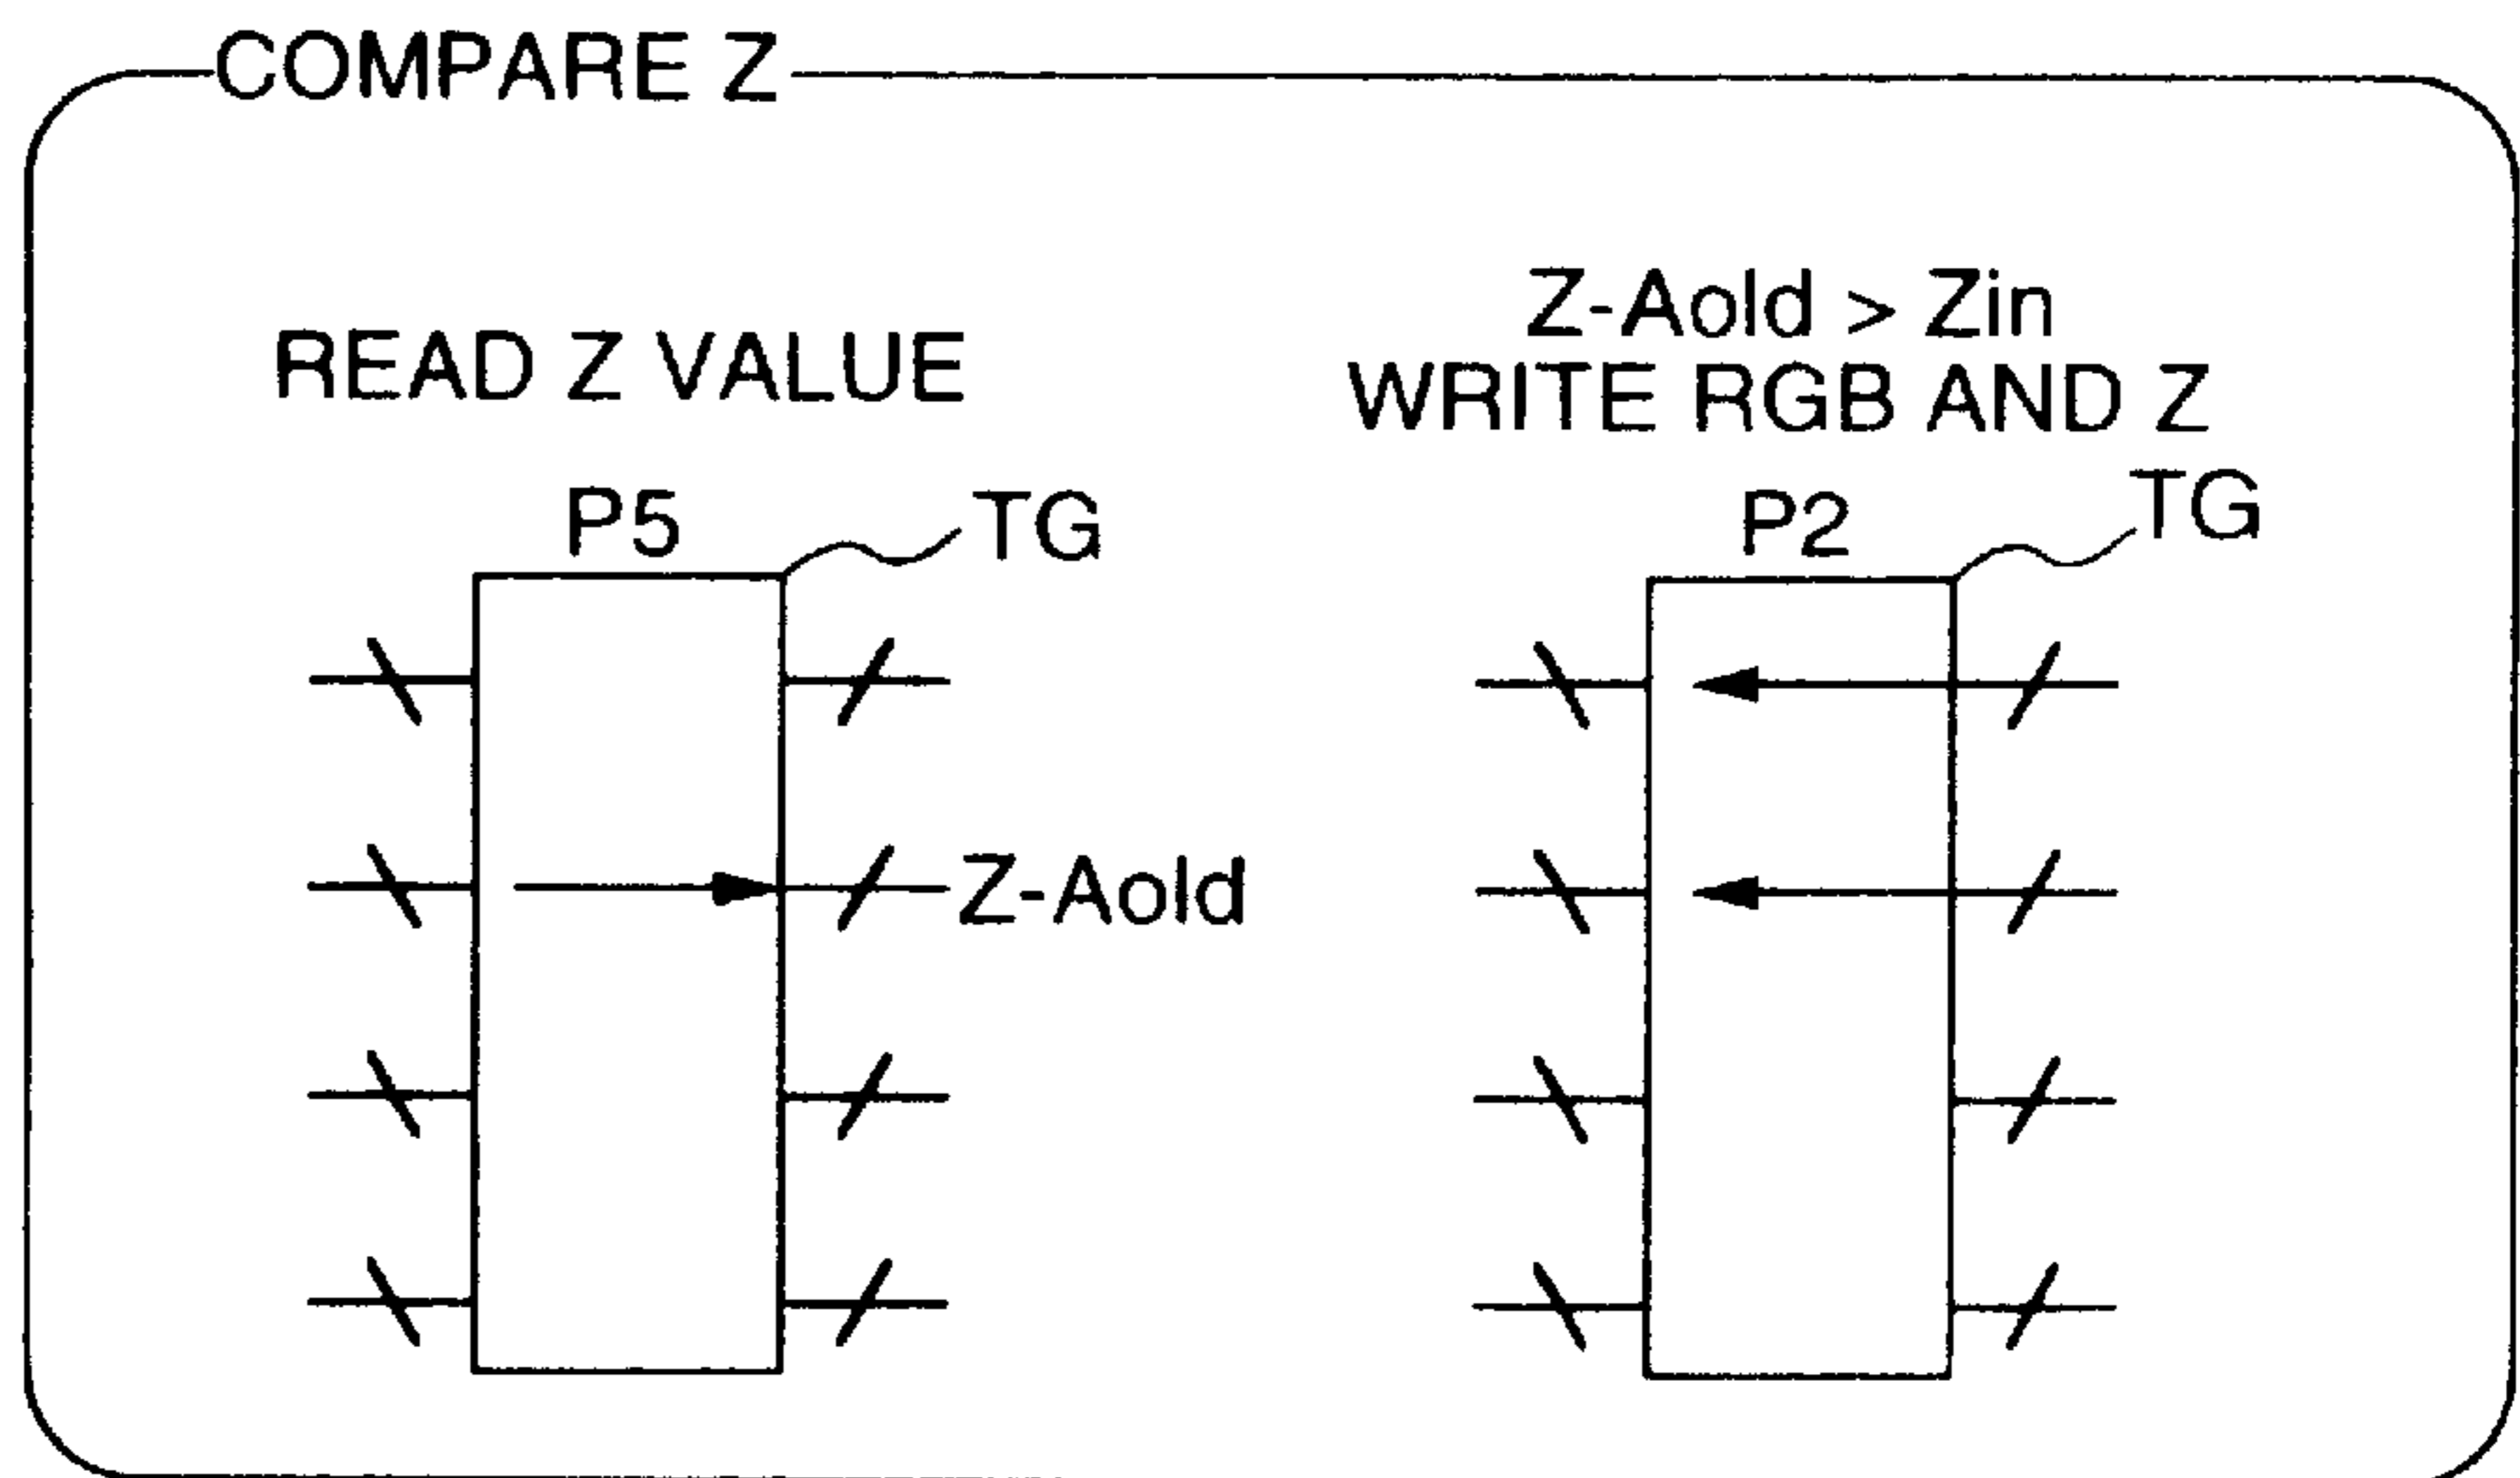 COMPARE Z
READ Z VALUE
P5
TG
Z-Aold
Z-Aold > Zin
WRITE RGB AND Z
P2
TG